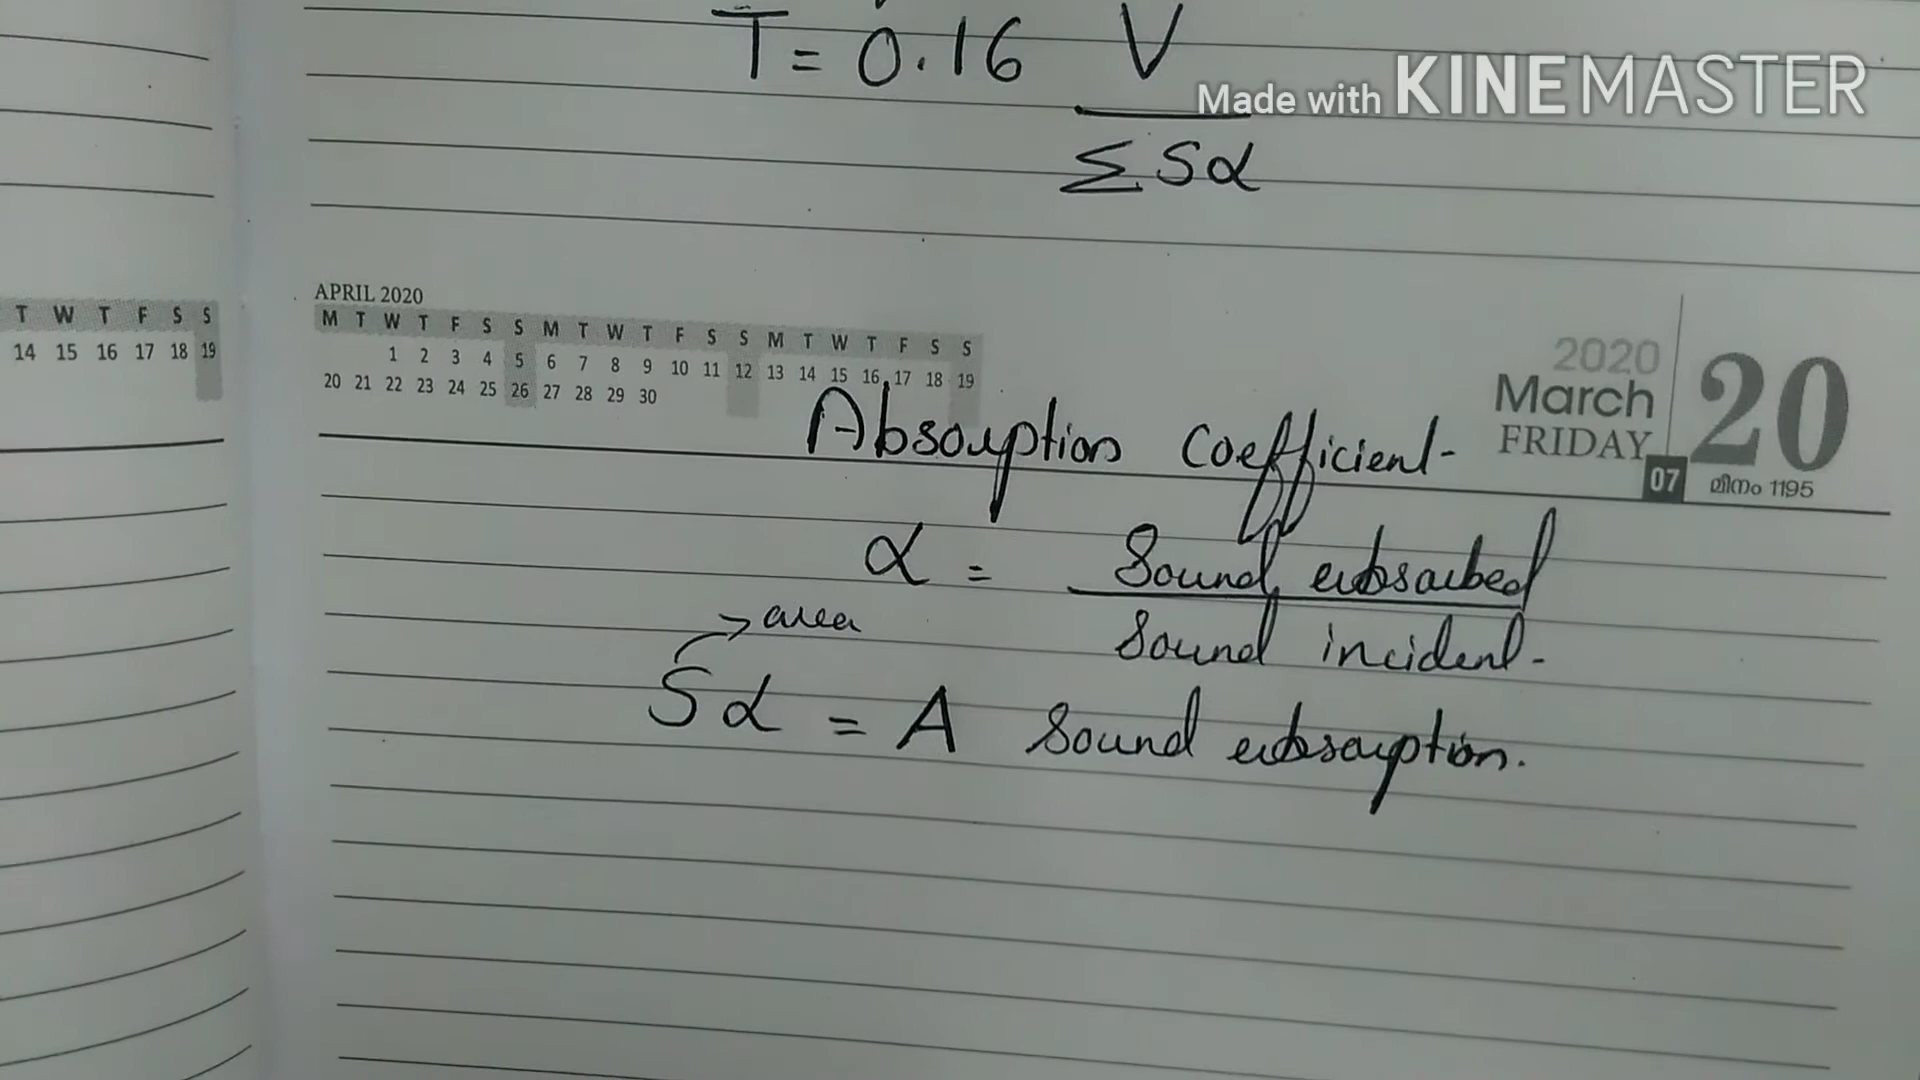 T = 0.16 V
Made with KINEMASTER
Σ Sα
APRIL 2020
T W T F S S
M T W T F S S M T W T F S S M T W T F S S
14 15 16 17 18 19
1 2 3 4 5 6 7 8 9 10 11 12 13 14 15 16 17 18 19
20 21 22 23 24 25 26 27 28 29 30
2020
March 20
FRIDAY
07 മീനം 1195
Absorption Coefficient-
α = Sound absorbed
Sound incident-
→ area
Sα = A Sound absorption.